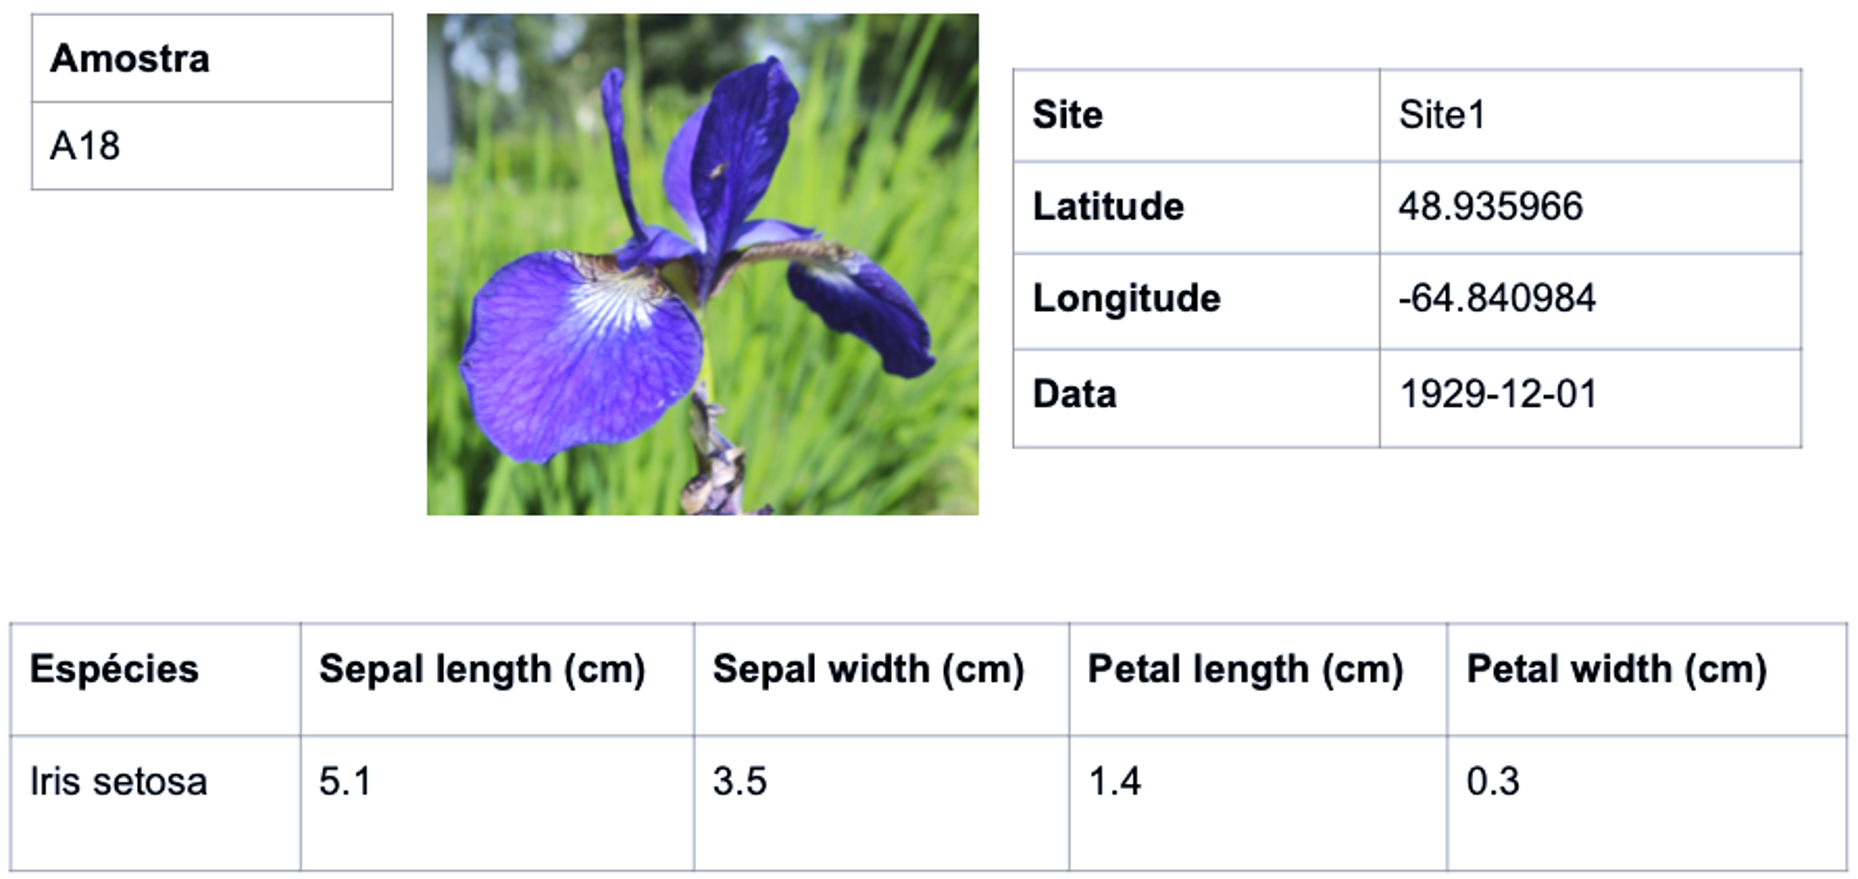 Amostra
A18
Site Site1
Latitude 48.935966
Longitude -64.840984
Data 1929-12-01
Espécies Sepal length (cm) Sepal width (cm) Petal length (cm) Petal width (cm)
Iris setosa 5.1 3.5 1.4 0.3